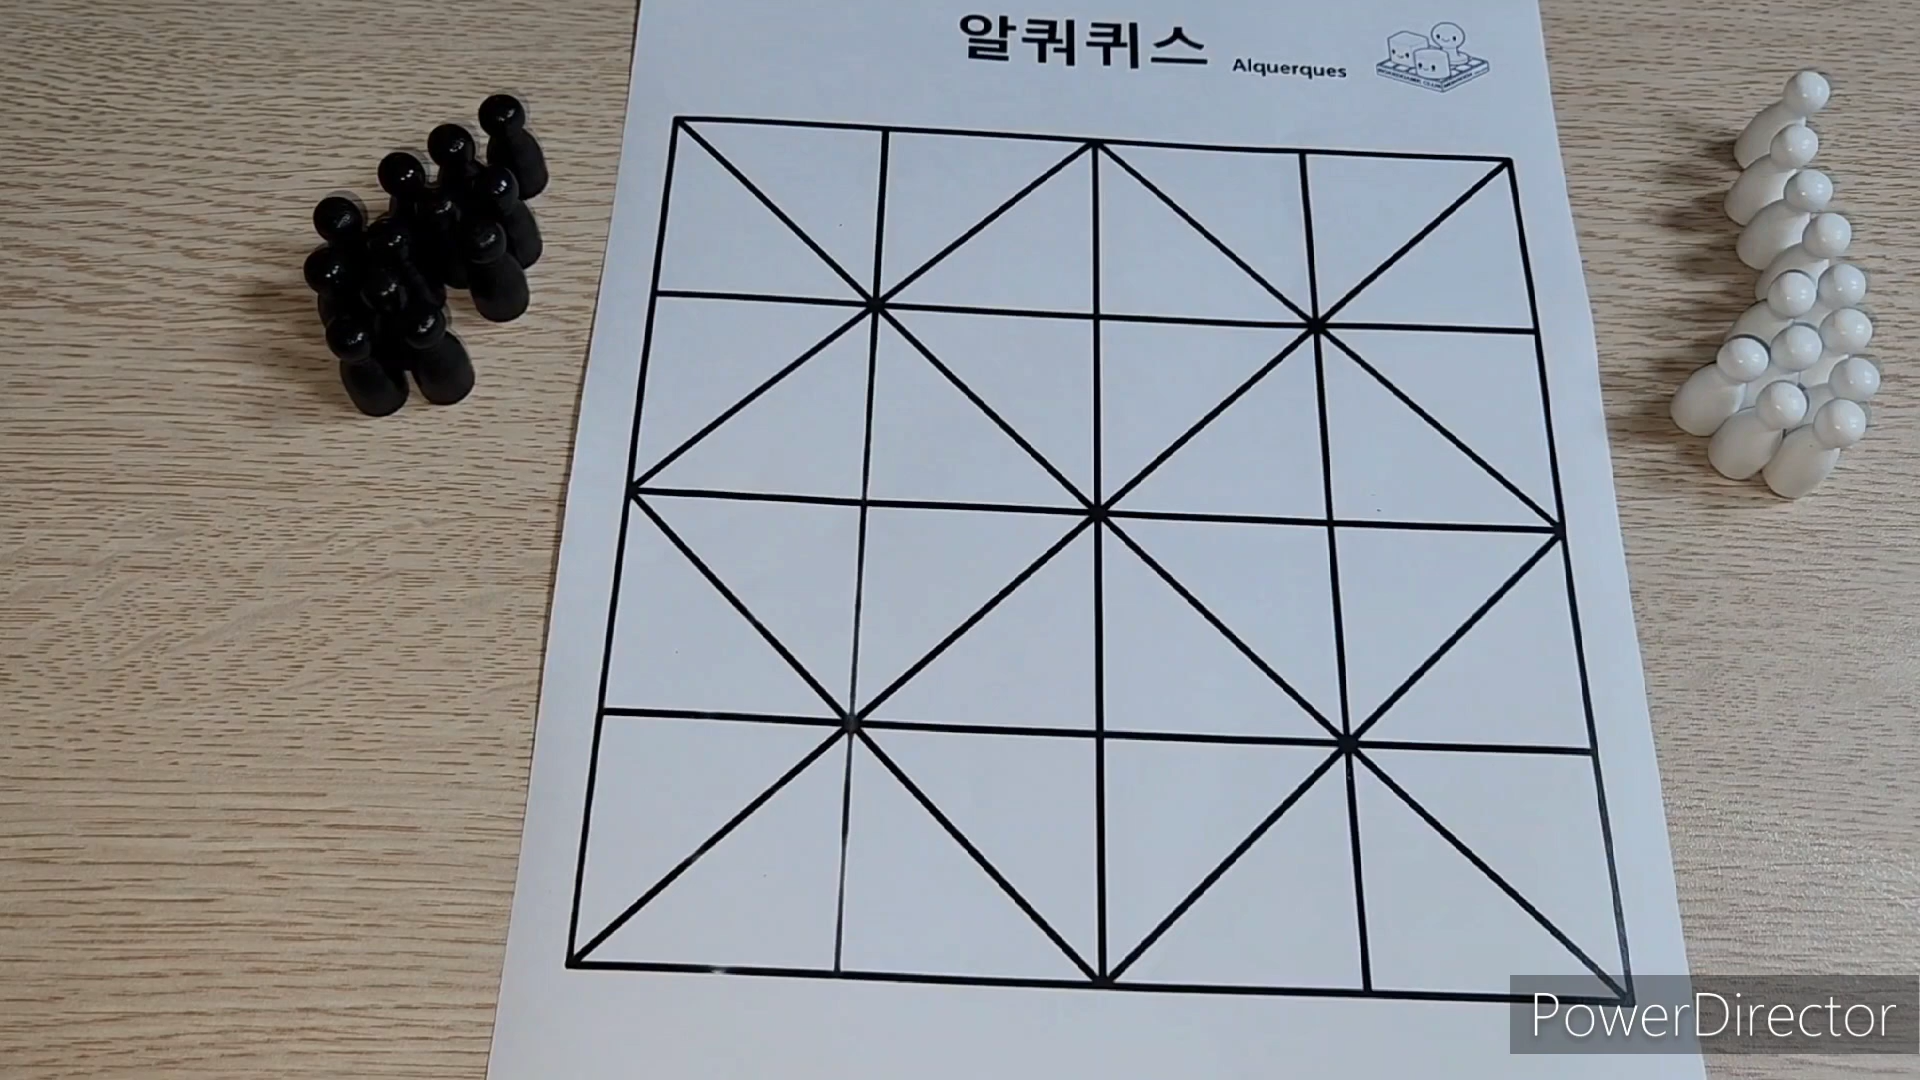 알쿼퀴스 Alquerques
PowerDirector